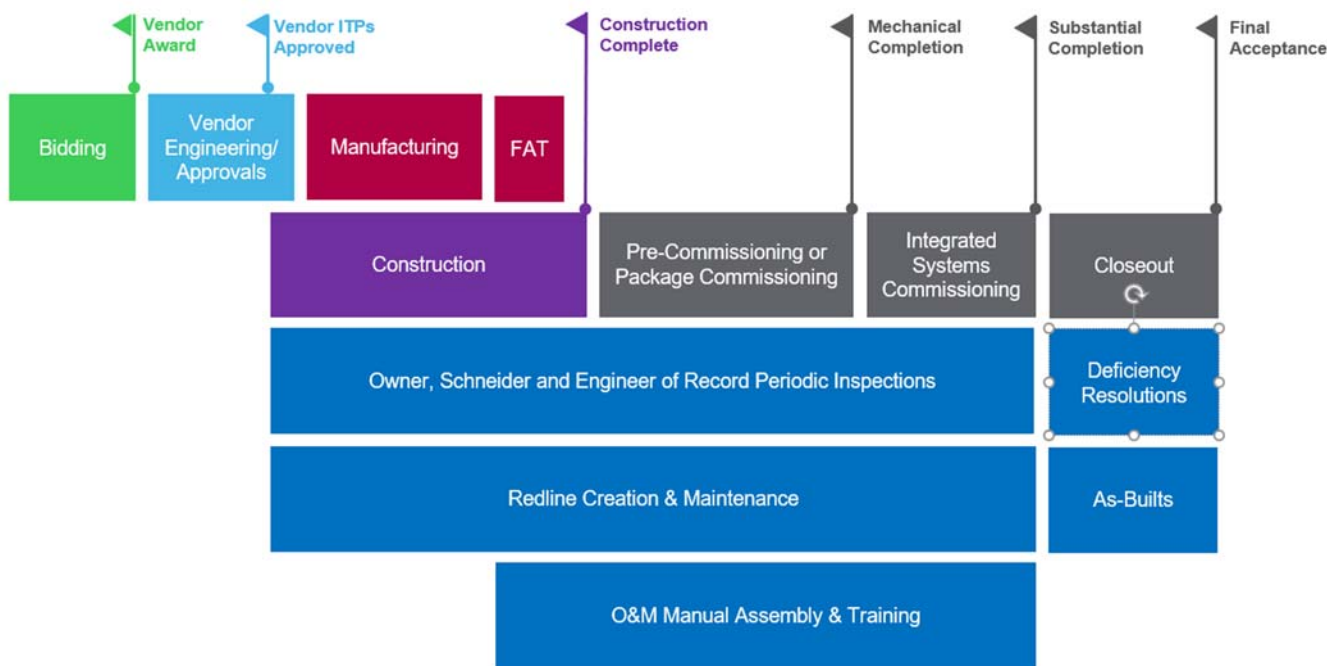 Vendor
Award
Vendor ITPs
Approved
Construction
Complete
Mechanical
Completion
Substantial
Completion
Final
Acceptance
Bidding
Vendor
Engineering/
Approvals
Manufacturing
FAT
Construction
Pre-Commissioning or
Package Commissioning
Integrated
Systems
Commissioning
Closeout
Owner, Schneider and Engineer of Record Periodic Inspections
Deficiency
Resolutions
Redline Creation & Maintenance
As-Builts
O&M Manual Assembly & Training